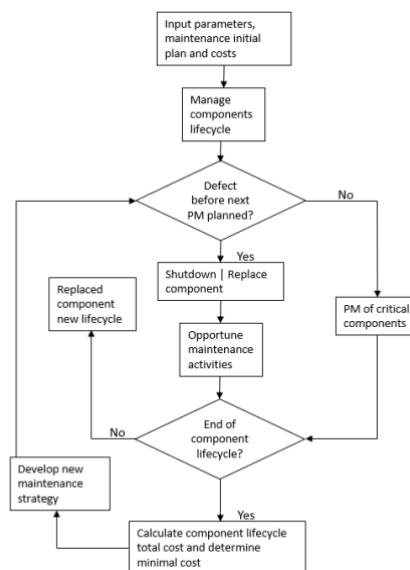 Input parameters,
maintenance initial
plan and costs
Manage
components
lifecycle
Defect
before next
PM planned?
No
Yes
Shutdown | Replace
component
Replaced
component
new lifecycle
PM of critical
components
Opportune
maintenance
activities
End of
component
lifecycle?
No
Develop new
maintenance
strategy
Yes
Calculate component lifecycle
total cost and determine
minimal cost